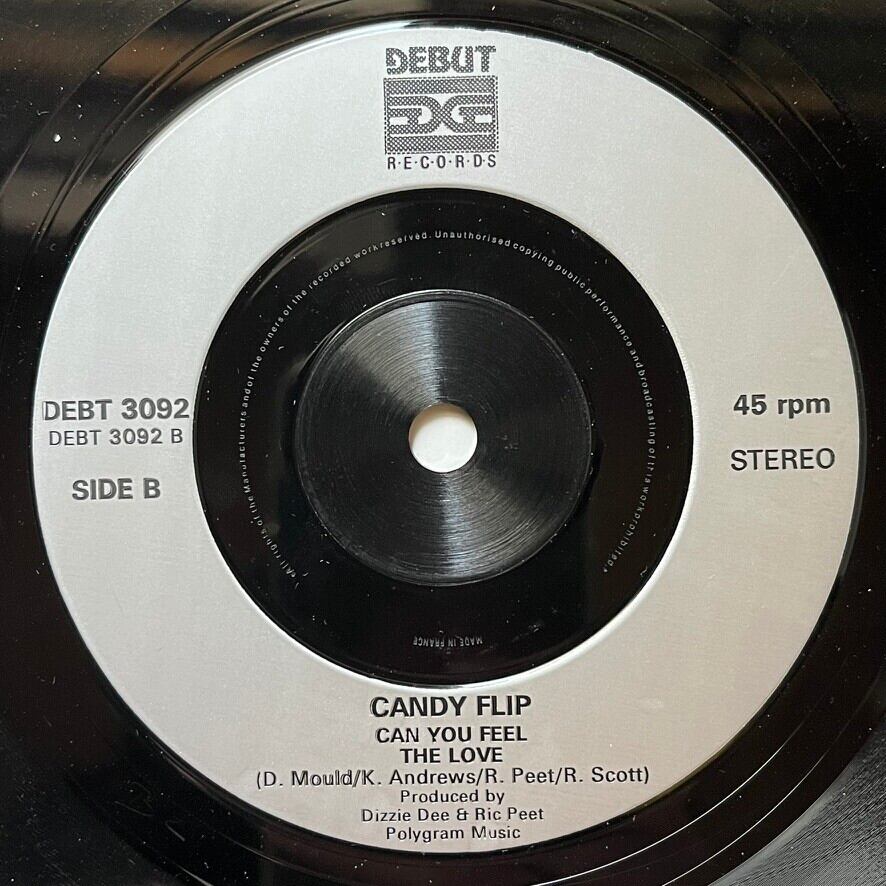 DEBUT
R·E·C·O·R·D·S
All rights of the Manufacturers and of the owners of the recorded work reserved. Unauthorised copying public performance and broadcasting of this work prohibited.
DEBT 3092
DEBT 3092 B
SIDE B
45 rpm
STEREO
MADE IN FRANCE
CANDY FLIP
CAN YOU FEEL
THE LOVE
(D. Mould/K. Andrews/R. Peet/R. Scott)
Produced by
Dizzie Dee & Ric Peet
Polygram Music